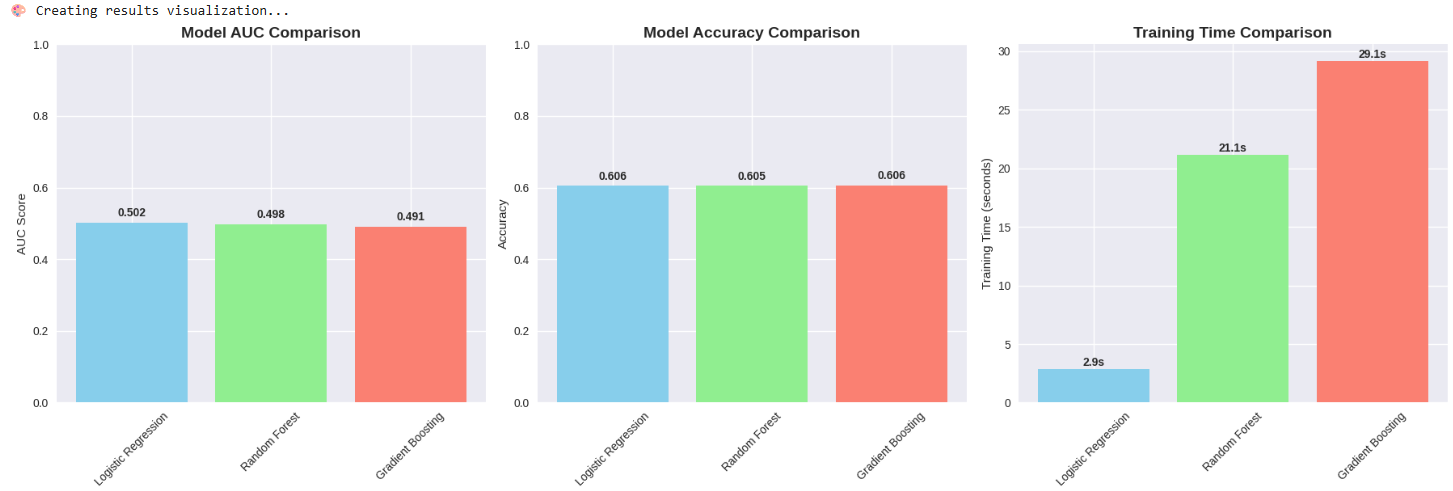 🎨 Creating results visualization...
Model AUC Comparison
1.0
0.8
0.6
0.4
0.2
0.0
AUC Score
0.502
0.498
0.491
Logistic Regression
Random Forest
Gradient Boosting
Model Accuracy Comparison
1.0
0.8
0.6
0.4
0.2
0.0
Accuracy
0.606
0.605
0.606
Logistic Regression
Random Forest
Gradient Boosting
Training Time Comparison
30
25
20
15
10
5
0
Training Time (seconds)
2.9s
21.1s
29.1s
Logistic Regression
Random Forest
Gradient Boosting